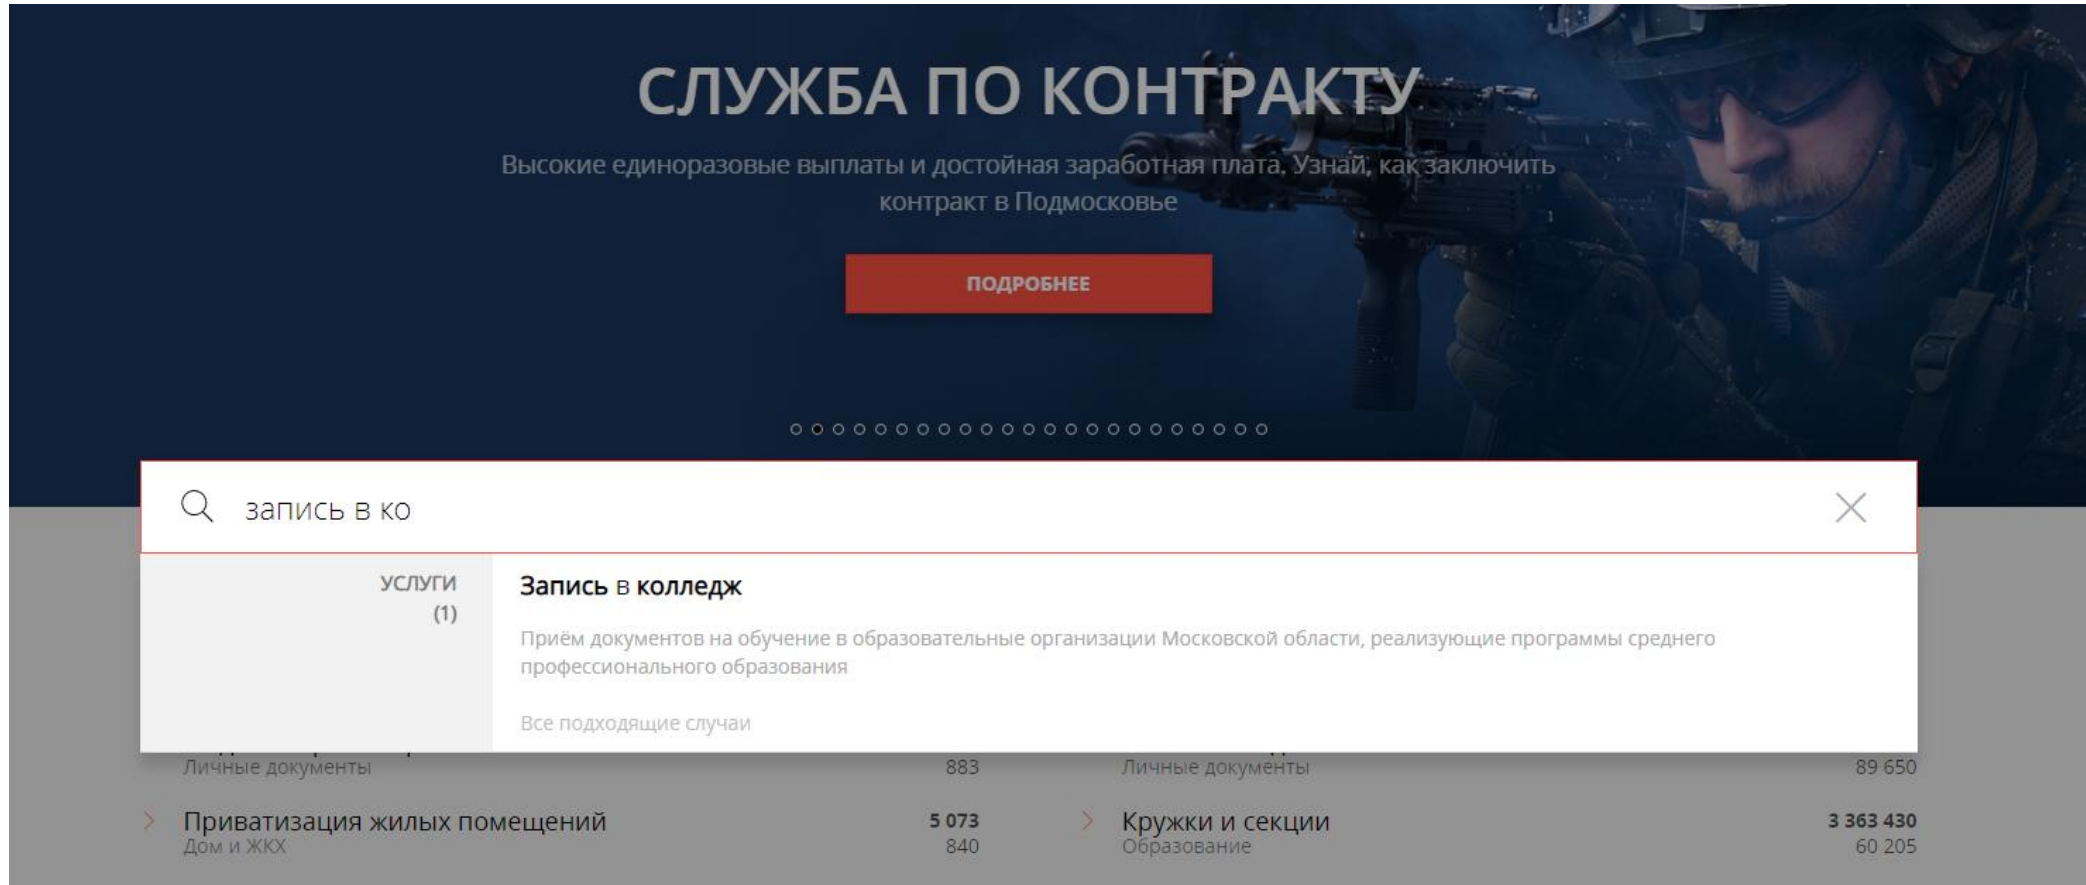 СЛУЖБА ПО КОНТРАКТУ
Высокие единоразовые выплаты и достойная заработная плата. Узнай, как заключить
контракт в Подмосковье
ПОДРОБНЕЕ
запись в ко
УСЛУГИ
(1)
Запись в колледж
Приём документов на обучение в образовательные организации Московской области, реализующие программы среднего
профессионального образования
Все подходящие случаи
Личные документы 883 Личные документы 89 650
Приватизация жилых помещений 5 073 Кружки и секции 3 363 430
Дом и ЖКХ 840 Образование 60 205